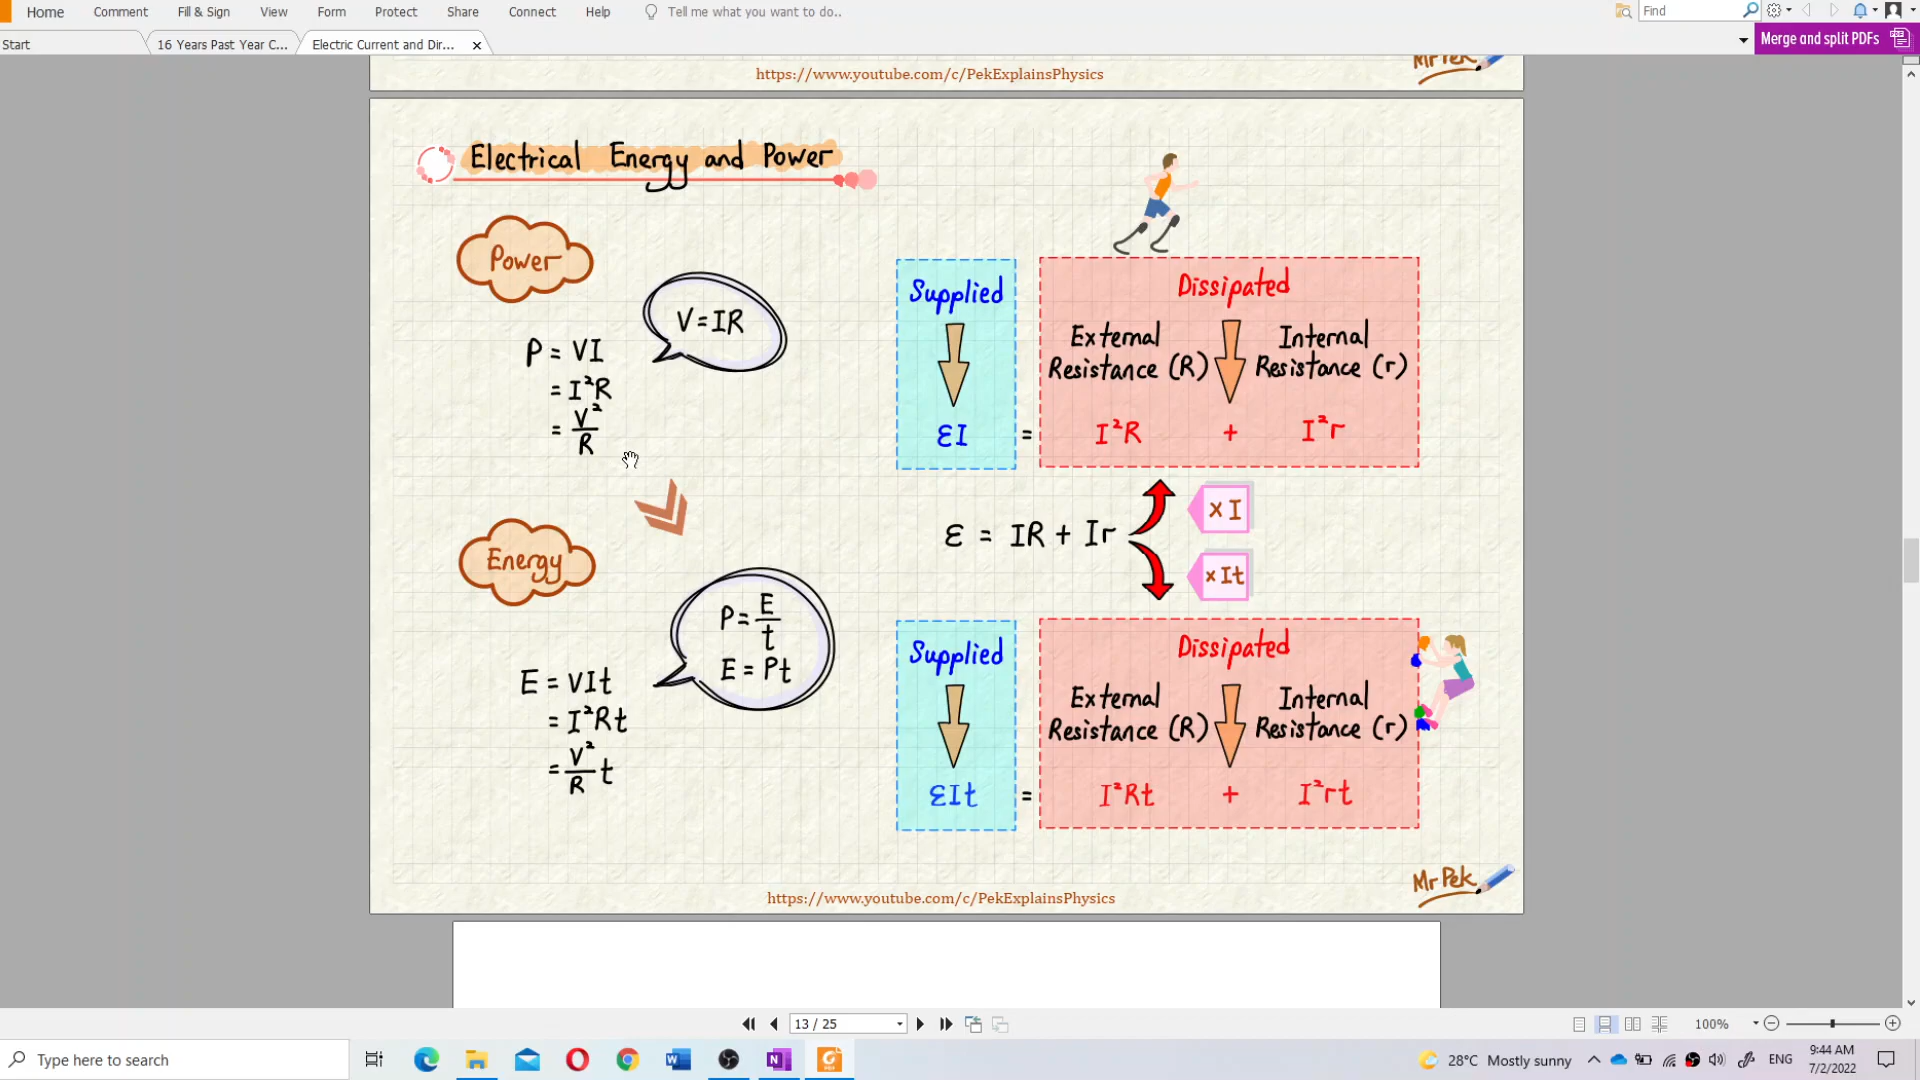 Home Comment Fill & Sign View Form Protect Share Connect Help Tell me what you want to do.. Find
Start 16 Years Past Year C... Electric Current and Dir... × Merge and split PDFs
https://www.youtube.com/c/PekExplainsPhysics
Mr Pek
Electrical Energy and Power
Power
V = IR
P = VI
= I²R
= V²/R
Energy
P = E/t
E = Pt
E = VIt
= I²Rt
= V²/R t
Supplied
εI
=
Dissipated
External Resistance (R)
Internal Resistance (r)
I²R + I²r
ε = IR + Ir
× I
× It
Supplied
εIt
=
Dissipated
External Resistance (R)
Internal Resistance (r)
I²Rt + I²rt
https://www.youtube.com/c/PekExplainsPhysics
Mr Pek
13 / 25
100%
Type here to search
28°C Mostly sunny
ENG
9:44 AM
7/2/2022